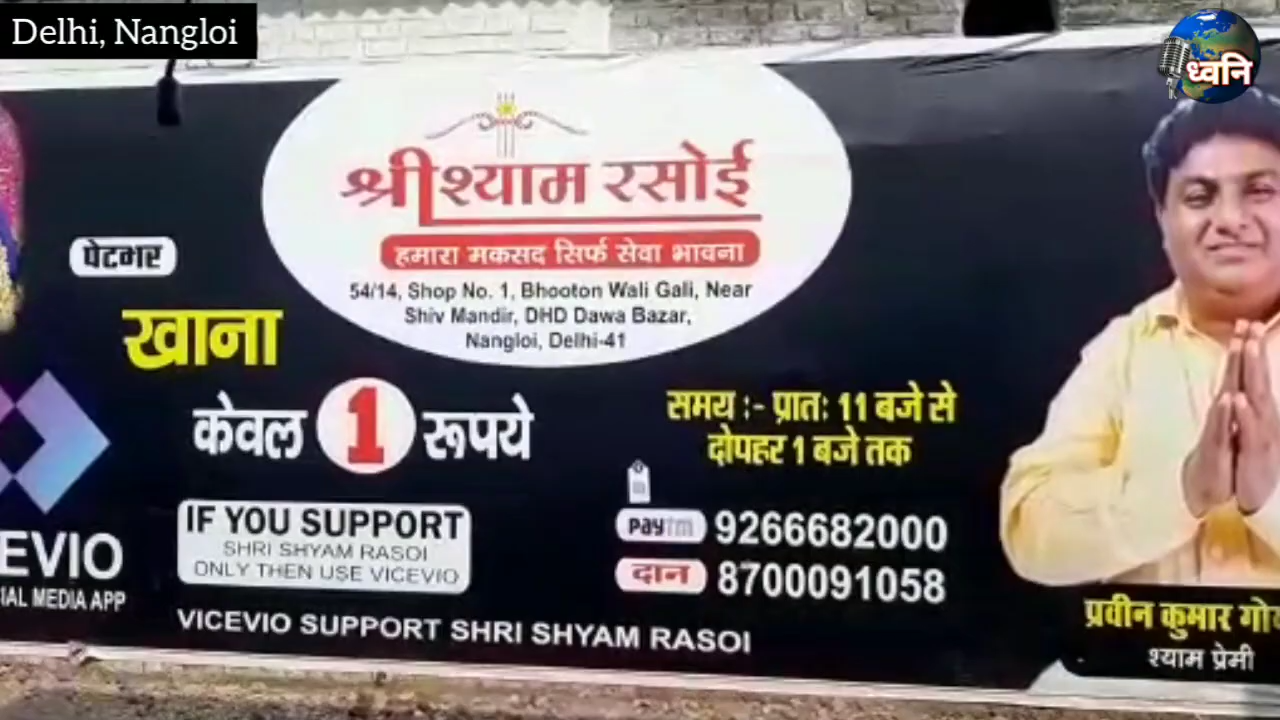 Delhi, Nangloi
ध्वनि
श्री श्याम रसोई
हमारा मकसद सिर्फ सेवा भावना
54/14, Shop No. 1, Bhooton Wali Gali, Near
Shiv Mandir, DHD Dawa Bazar,
Nangloi, Delhi-41
पेटभर
खाना
केवल 1 रूपये
समय :- प्रातः 11 बजे से
दोपहर 1 बजे तक
IF YOU SUPPORT
SHRI SHYAM RASOI
ONLY THEN USE VICEVIO
paytm 9266682000
दान 8700091058
EVIO
IAL MEDIA APP
VICEVIO SUPPORT SHRI SHYAM RASOI
प्रवीन कुमार
श्याम प्रेमी